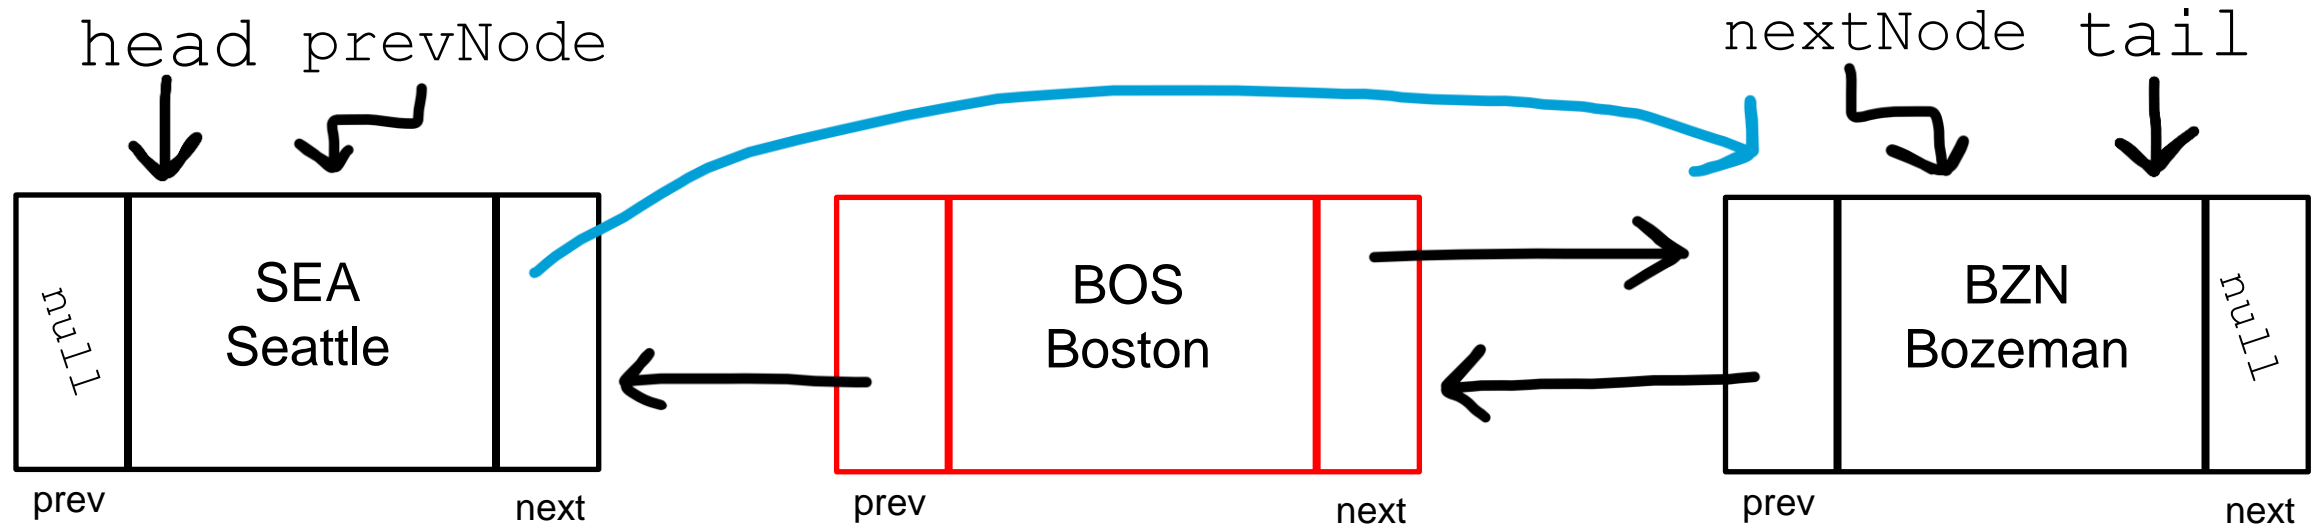 head prevNode nextNode tail
null
SEA
Seattle
BOS
Boston
BZN
Bozeman
null
prev next prev next prev next